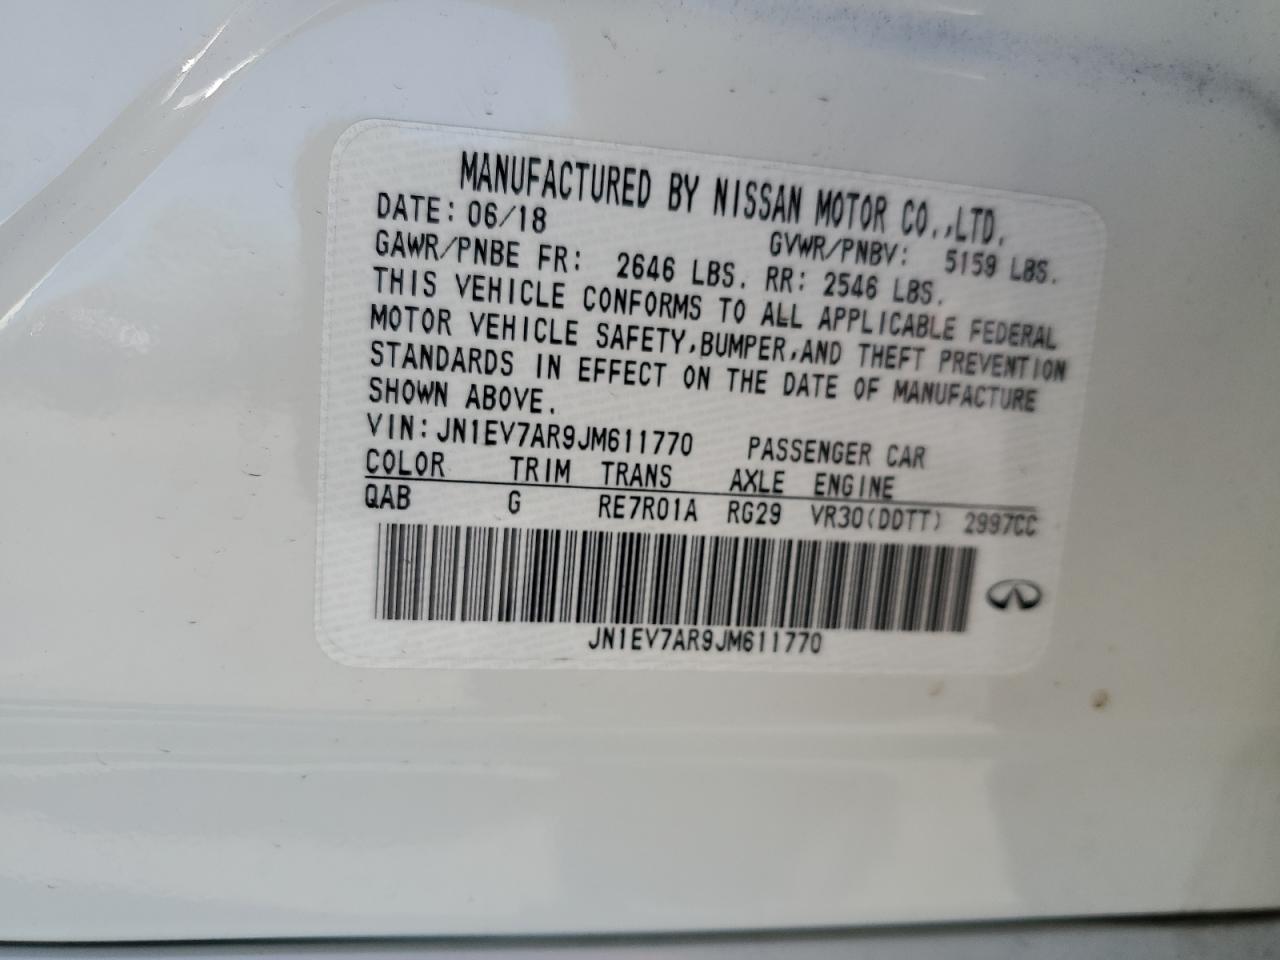 MANUFACTURED BY NISSAN MOTOR CO.,LTD.
DATE: 06/18 GVWR/PNBV: 5159 LBS.
GAWR/PNBE FR: 2646 LBS. RR: 2546 LBS.
THIS VEHICLE CONFORMS TO ALL APPLICABLE FEDERAL
MOTOR VEHICLE SAFETY,BUMPER,AND THEFT PREVENTION
STANDARDS IN EFFECT ON THE DATE OF MANUFACTURE
SHOWN ABOVE.
VIN: JN1EV7AR9JM611770 PASSENGER CAR
COLOR TRIM TRANS AXLE ENGINE
QAB G RE7R01A RG29 VR30(DDTT) 2997CC
JN1EV7AR9JM611770